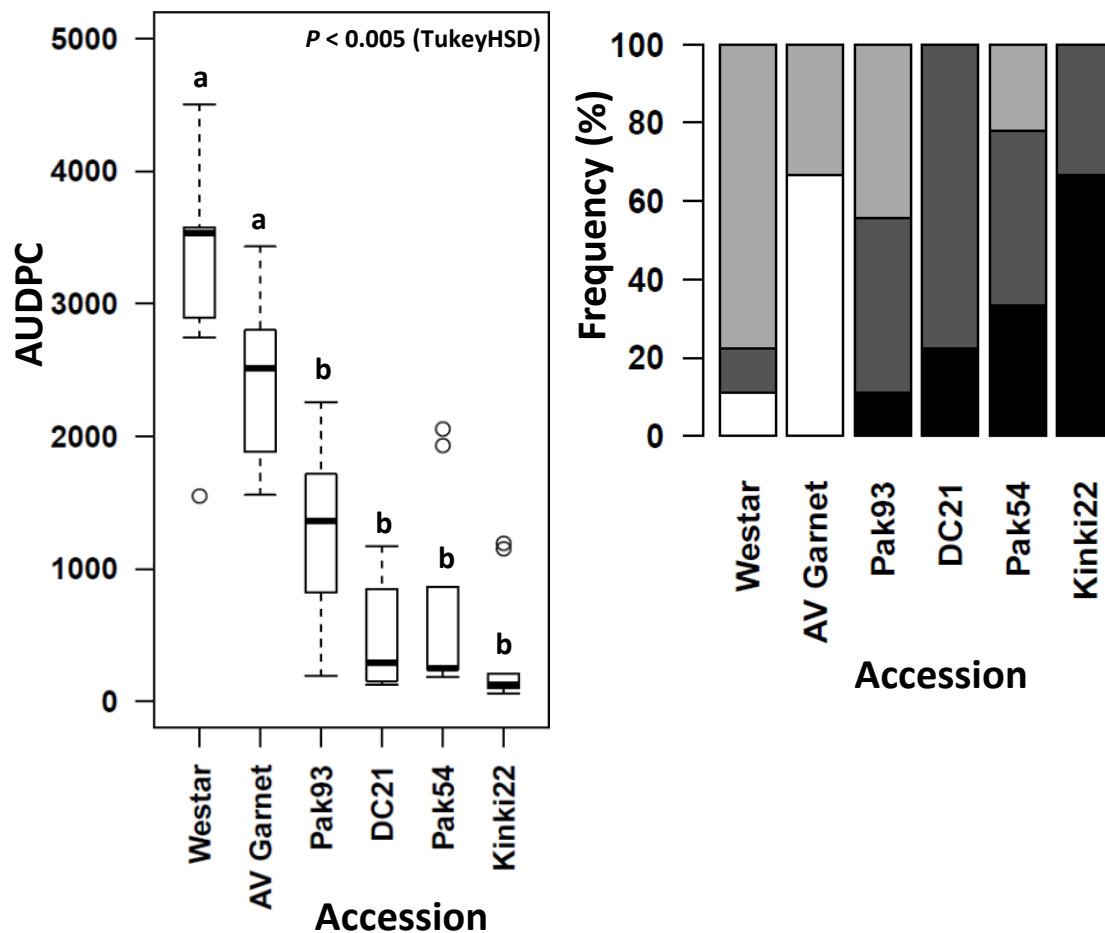 P < 0.005 (TukeyHSD)
AUDPC
5000
4000
3000
2000
1000
0
a
a
b
b
b
b
Westar
AV Garnet
Pak93
DC21
Pak54
Kinki22
Accession
Frequency (%)
100
80
60
40
20
0
Westar
AV Garnet
Pak93
DC21
Pak54
Kinki22
Accession